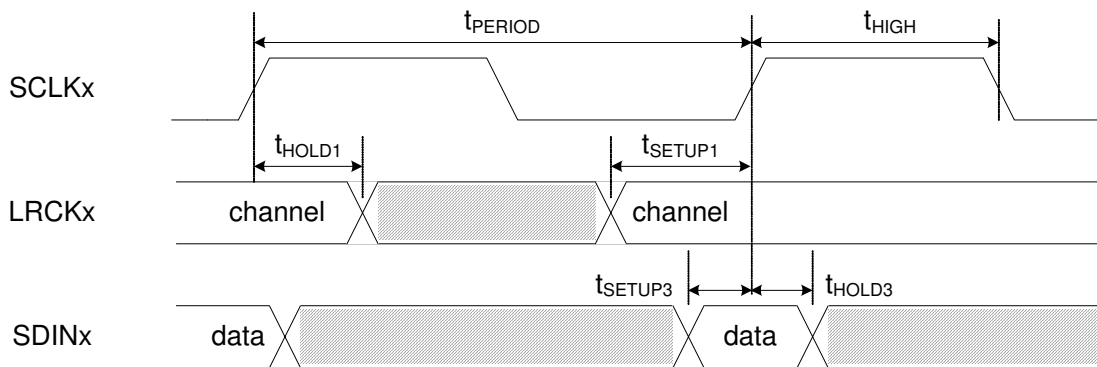 tPERIOD
tHIGH
SCLKx
tHOLD1
tSETUP1
LRCKx
channel
channel
tSETUP3
tHOLD3
SDINx
data
data